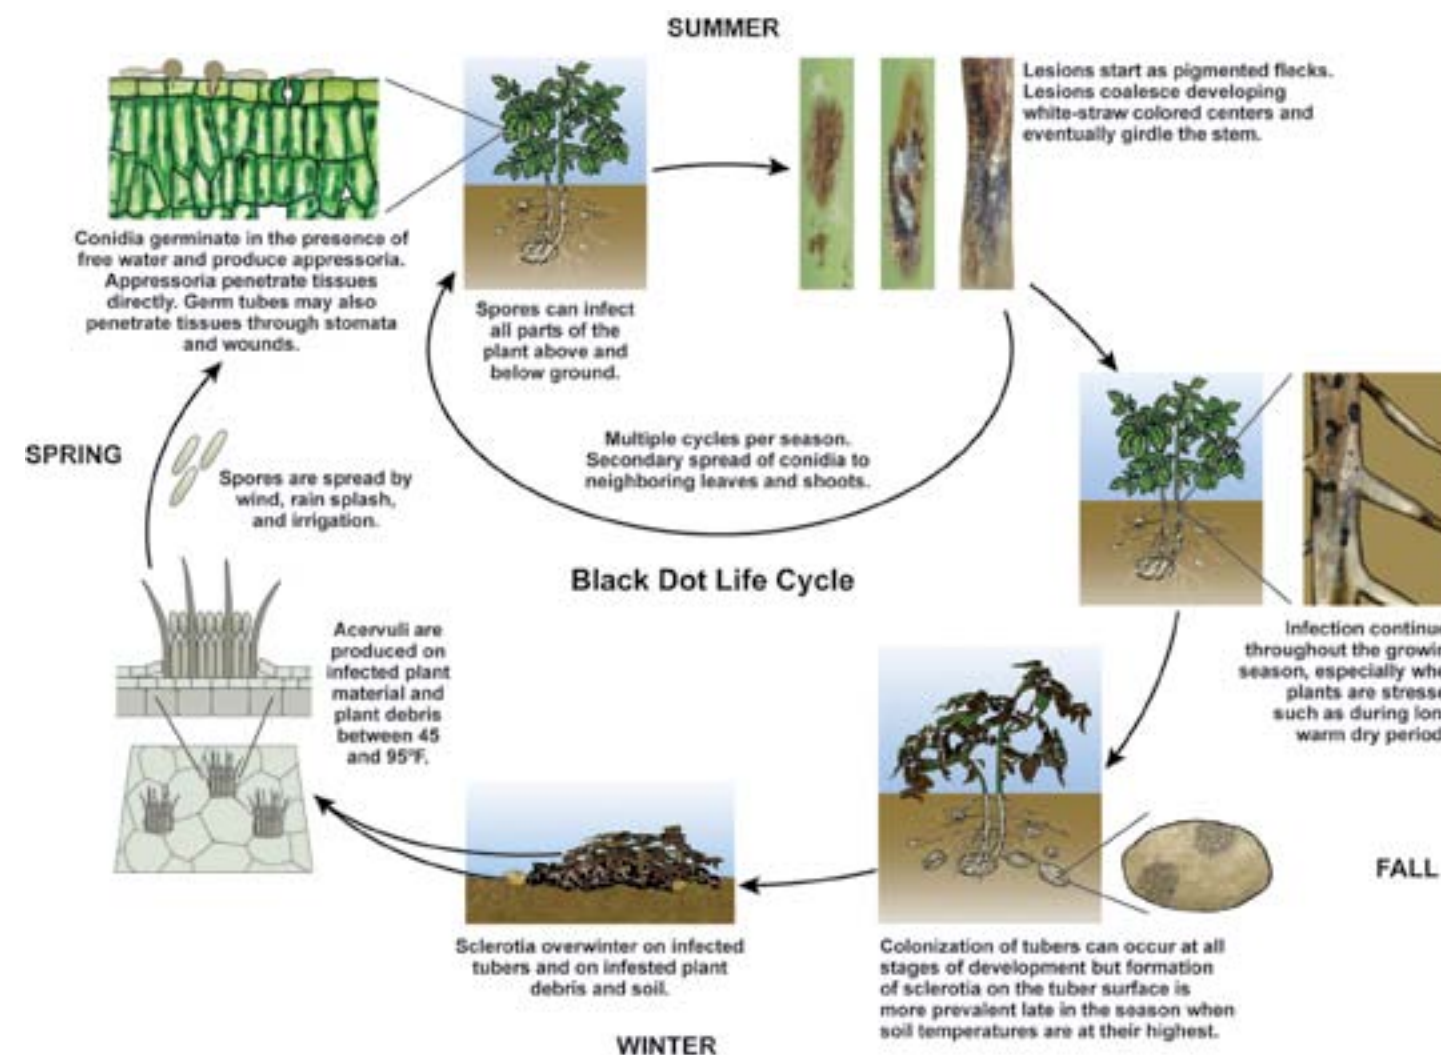 SUMMER
Lesions start as pigmented flecks.
Lesions coalesce developing
white-straw colored centers and
eventually girdle the stem.
Conidia germinate in the presence of
free water and produce appressoria.
Appressoria penetrate tissues
directly. Germ tubes may also
penetrate tissues through stomata
and wounds.
Spores can infect
all parts of the
plant above and
below ground.
Multiple cycles per season.
Secondary spread of conidia to
neighboring leaves and shoots.
SPRING
Spores are spread by
wind, rain splash,
and irrigation.
Black Dot Life Cycle
Acervuli are
produced on
infected plant
material and
plant debris
between 45
and 95ºF.
Infection continue
throughout the growin
season, especially whe
plants are stresse
such as during lon
warm dry period
FALL
Sclerotia overwinter on infected
tubers and on infested plant
debris and soil.
Colonization of tubers can occur at all
stages of development but formation
of sclerotia on the tuber surface is
more prevalent late in the season when
soil temperatures are at their highest.
WINTER